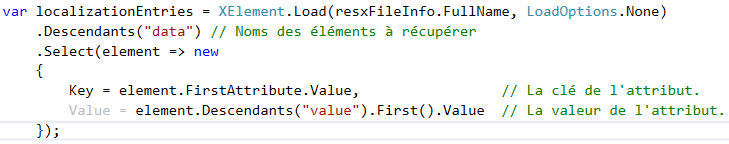 var localizationEntries = XElement.Load(resxFileInfo.FullName, LoadOptions.None)
.Descendants("data") // Noms des éléments à récupérer
.Select(element => new
{
Key = element.FirstAttribute.Value, // La clé de l'attribut.
Value = element.Descendants("value").First().Value // La valeur de l'attribut.
});